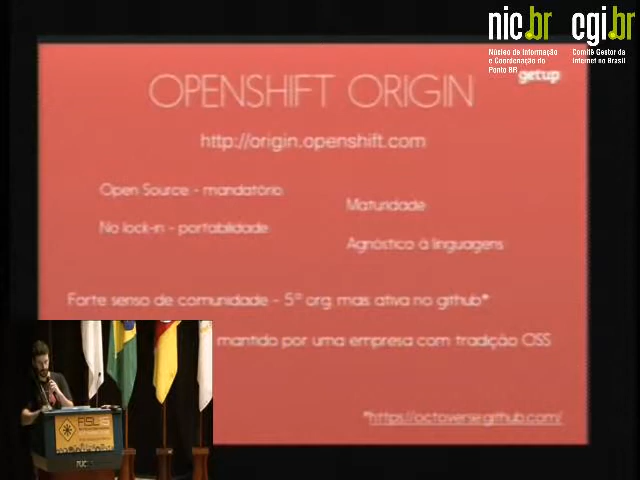 nic.br cgi.br
Núcleo de Informação
e Coordenação do
Ponto BR
Comitê Gestor da
Internet no Brasil
getup
OPENSHIFT ORIGIN
http://origin.openshift.com
Open Source - mandatório
Maturidade
No lock-in - portabilidade
Agnóstico à linguagens
Forte senso de comunidade - 5ª org mais ativa no github*
mantido por uma empresa com tradição OSS
*https://octoverse.github.com/
FISL15
PUCRS